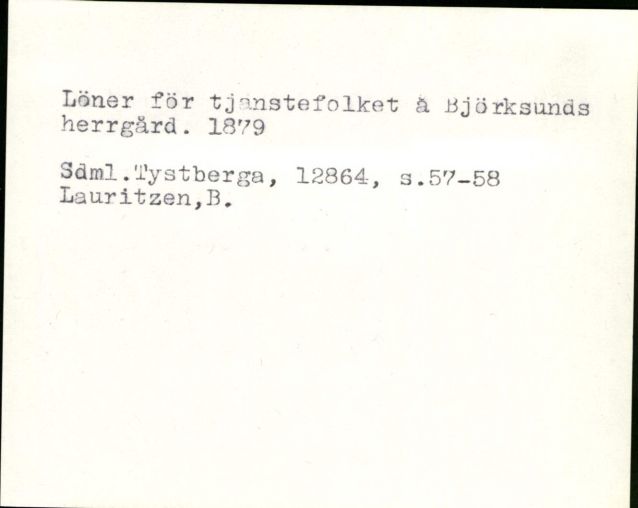 Löner för tjänstefolket å Björksunds
herrgård. 1879
Sdml.Tystberga, 12864, s.57-58
Lauritzen,B.